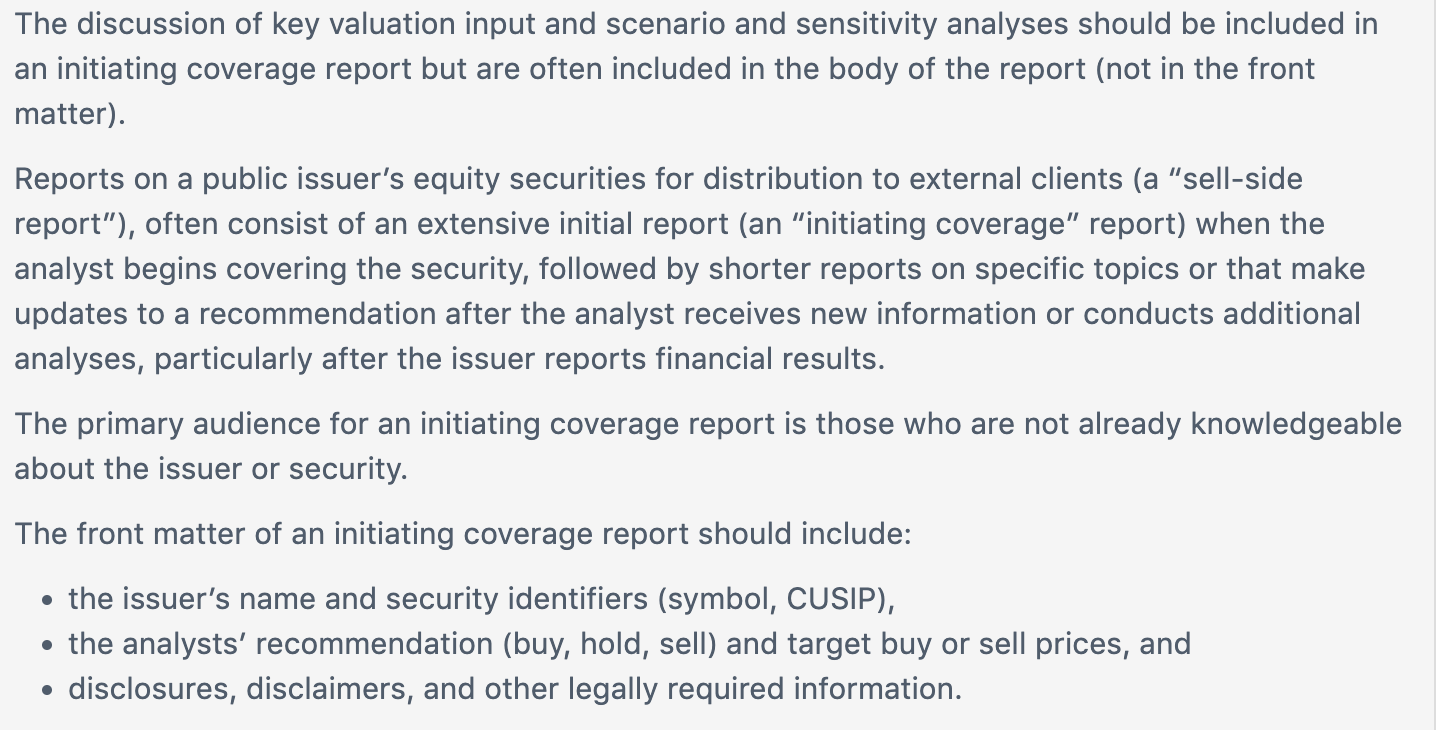 The discussion of key valuation input and scenario and sensitivity analyses should be included in
an initiating coverage report but are often included in the body of the report (not in the front
matter).
Reports on a public issuer’s equity securities for distribution to external clients (a “sell-side
report”), often consist of an extensive initial report (an “initiating coverage” report) when the
analyst begins covering the security, followed by shorter reports on specific topics or that make
updates to a recommendation after the analyst receives new information or conducts additional
analyses, particularly after the issuer reports financial results.
The primary audience for an initiating coverage report is those who are not already knowledgeable
about the issuer or security.
The front matter of an initiating coverage report should include:
• the issuer’s name and security identifiers (symbol, CUSIP),
• the analysts’ recommendation (buy, hold, sell) and target buy or sell prices, and
• disclosures, disclaimers, and other legally required information.